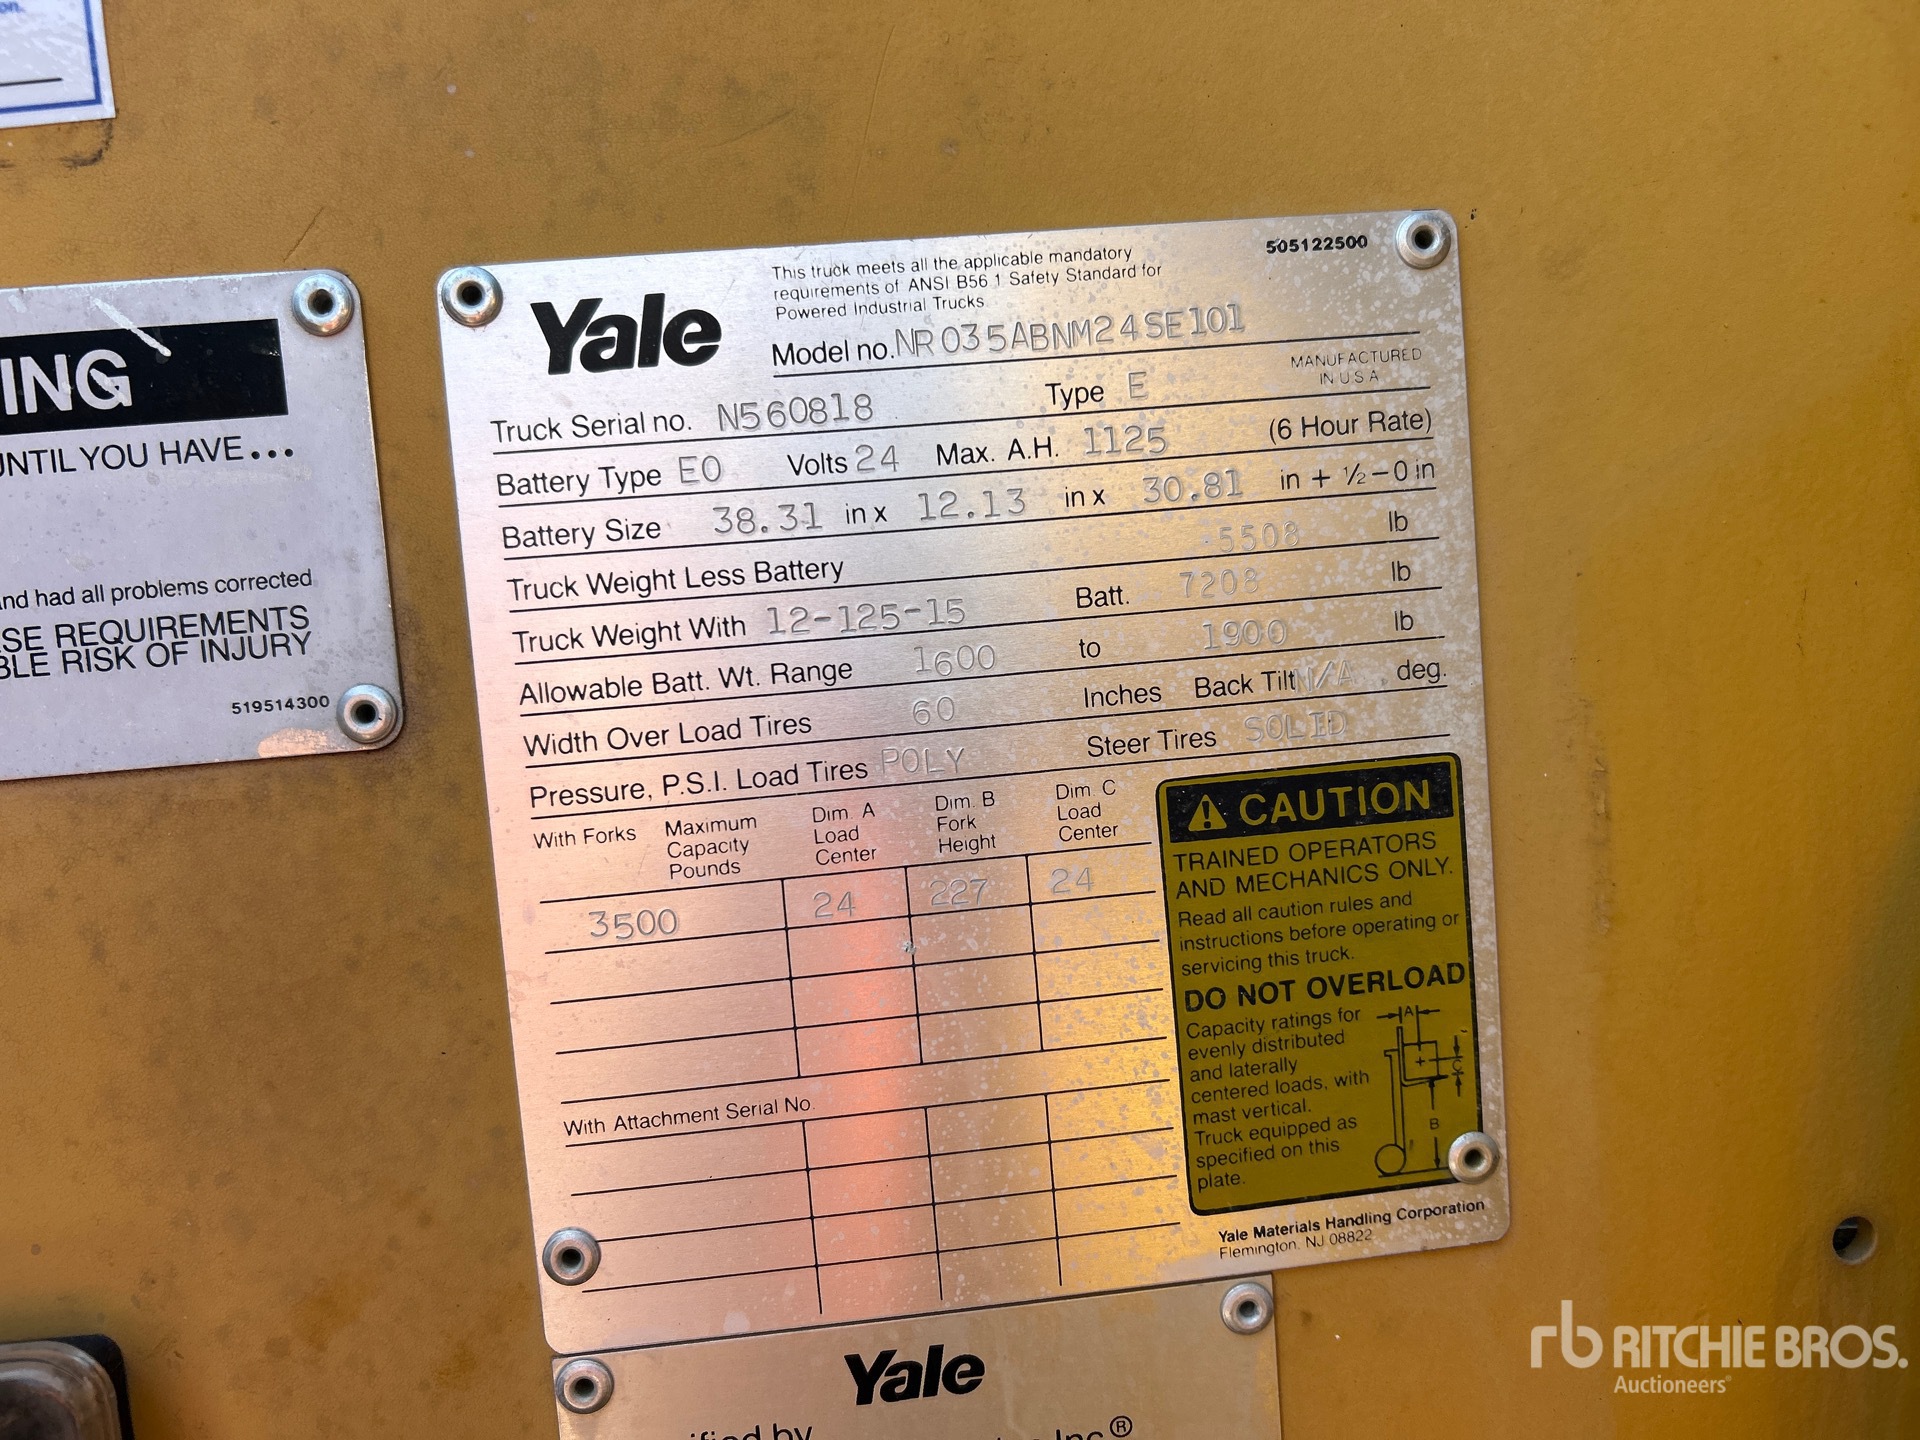 on.
ING
UNTIL YOU HAVE...
and had all problems corrected
SE REQUIREMENTS
BLE RISK OF INJURY
519514300
Yale
This truck meets all the applicable mandatory
requirements of ANSI B56.1 Safety Standard for
Powered Industrial Trucks
505122500
Model no. NR035ABNM24SE101
MANUFACTURED
IN U S A
Truck Serial no. N560818 Type E
Battery Type EO Volts 24 Max. A.H. 1125 (6 Hour Rate)
Battery Size 38.31 in x 12.13 in x 30.81 in + ½-0 in
Truck Weight Less Battery 5508 lb
Truck Weight With 12-125-15 Batt. 7208 lb
Allowable Batt. Wt. Range 1600 to 1900 lb
Width Over Load Tires 60 Inches Back Tilt N/A deg.
Pressure, P.S.I. Load Tires POLY Steer Tires SOLID
With Forks
Maximum
Capacity
Pounds
Dim. A
Load
Center
Dim. B
Fork
Height
Dim. C
Load
Center
3500 24 227 24
With Attachment Serial No.
CAUTION
TRAINED OPERATORS
AND MECHANICS ONLY.
Read all caution rules and
instructions before operating or
servicing this truck.
DO NOT OVERLOAD
Capacity ratings for
evenly distributed
and laterally
centered loads, with
mast vertical.
Truck equipped as
specified on this
plate.
A
C
B
Yale Materials Handling Corporation
Flemington, NJ 08822
Yale
ified by Inc®
rb RITCHIE BROS.
Auctioneers